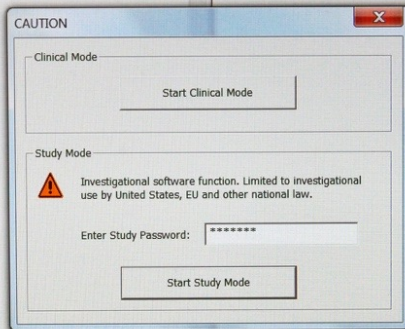 CAUTION
Clinical Mode
Start Clinical Mode
Study Mode
Investigational software function. Limited to investigational
use by United States, EU and other national law.
Enter Study Password: *******
Start Study Mode